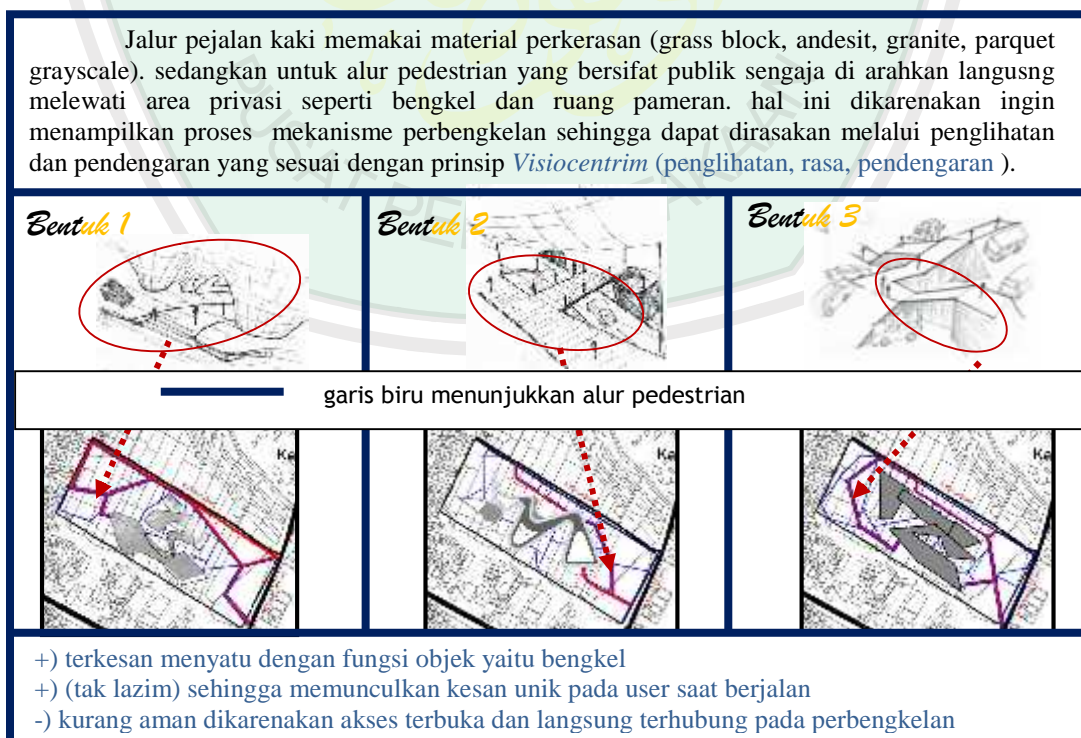 Jalur pejalan kaki memakai material perkerasan (grass block, andesit, granite, parquet
grayscale). sedangkan untuk alur pedestrian yang bersifat publik sengaja di arahkan langusng
melewati area privasi seperti bengkel dan ruang pameran. hal ini dikarenakan ingin
menampilkan proses mekanisme perbengkelan sehingga dapat dirasakan melalui penglihatan
dan pendengaran yang sesuai dengan prinsip Visiocentrim (penglihatan, rasa, pendengaran ).
Bentuk 1
Bentuk 2
Bentuk 3
garis biru menunjukkan alur pedestrian
Ka
Ka
Ka
+) terkesan menyatu dengan fungsi objek yaitu bengkel
+) (tak lazim) sehingga memunculkan kesan unik pada user saat berjalan
-) kurang aman dikarenakan akses terbuka dan langsung terhubung pada perbengkelan